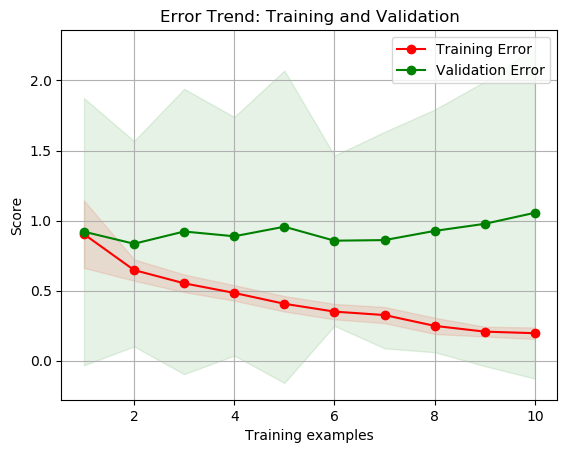 Error Trend: Training and Validation
Training Error
Validation Error
2.0
1.5
1.0
0.5
0.0
Score
2 4 6 8 10
Training examples